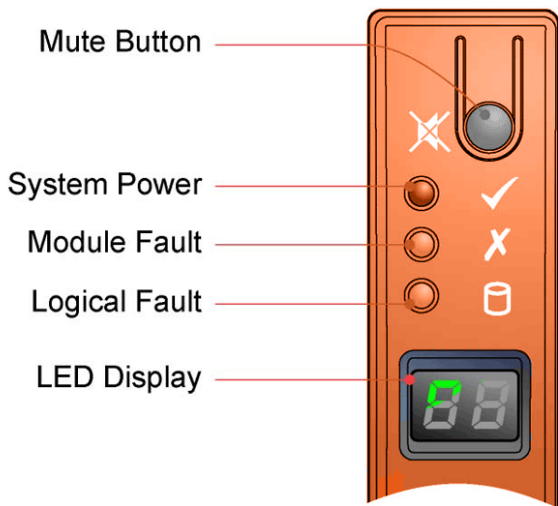 Mute Button
System Power
Module Fault
Logical Fault
LED Display